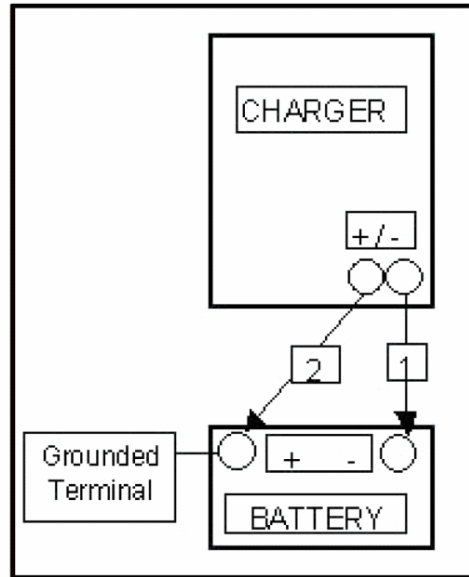 CHARGER
+/-
2
1
Grounded
Terminal
+ -
BATTERY